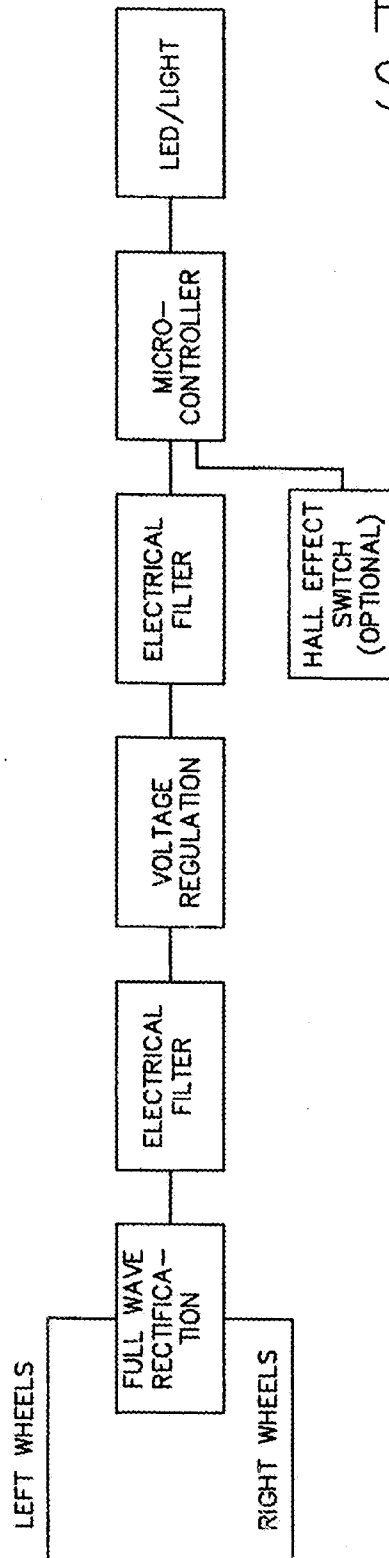 LEFT WHEELS
RIGHT WHEELS
FULL WAVE
RECTIFICA-
TION
ELECTRICAL
FILTER
VOLTAGE
REGULATION
ELECTRICAL
FILTER
HALL EFFECT
SWITCH
(OPTIONAL)
MICRO-
CONTROLLER
LED/LIGHT